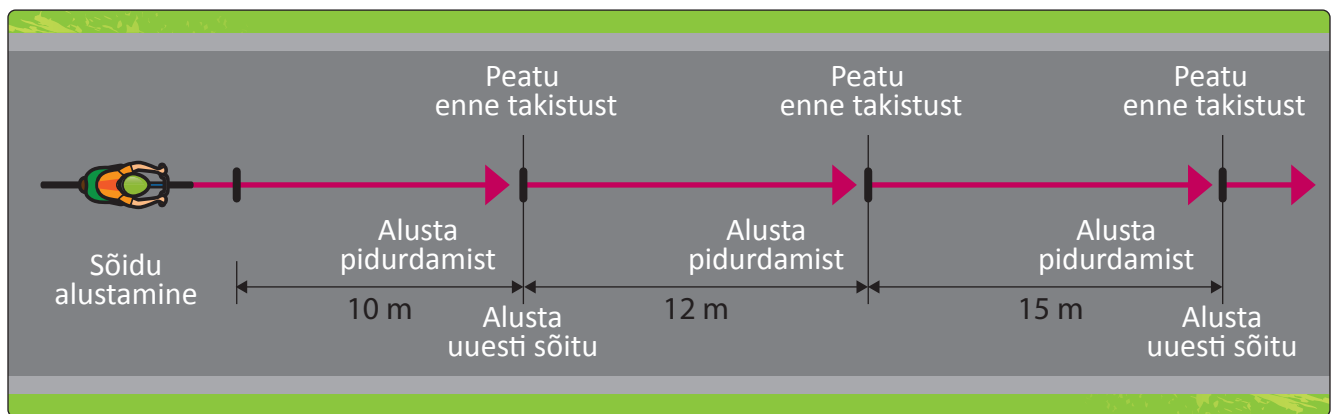 Peatu
enne takistust
Peatu
enne takistust
Peatu
enne takistust
Sõidu
alustamine
Alusta
pidurdamist
Alusta
pidurdamist
Alusta
pidurdamist
10 m
12 m
15 m
Alusta
uuesti sõitu
Alusta
uuesti sõitu